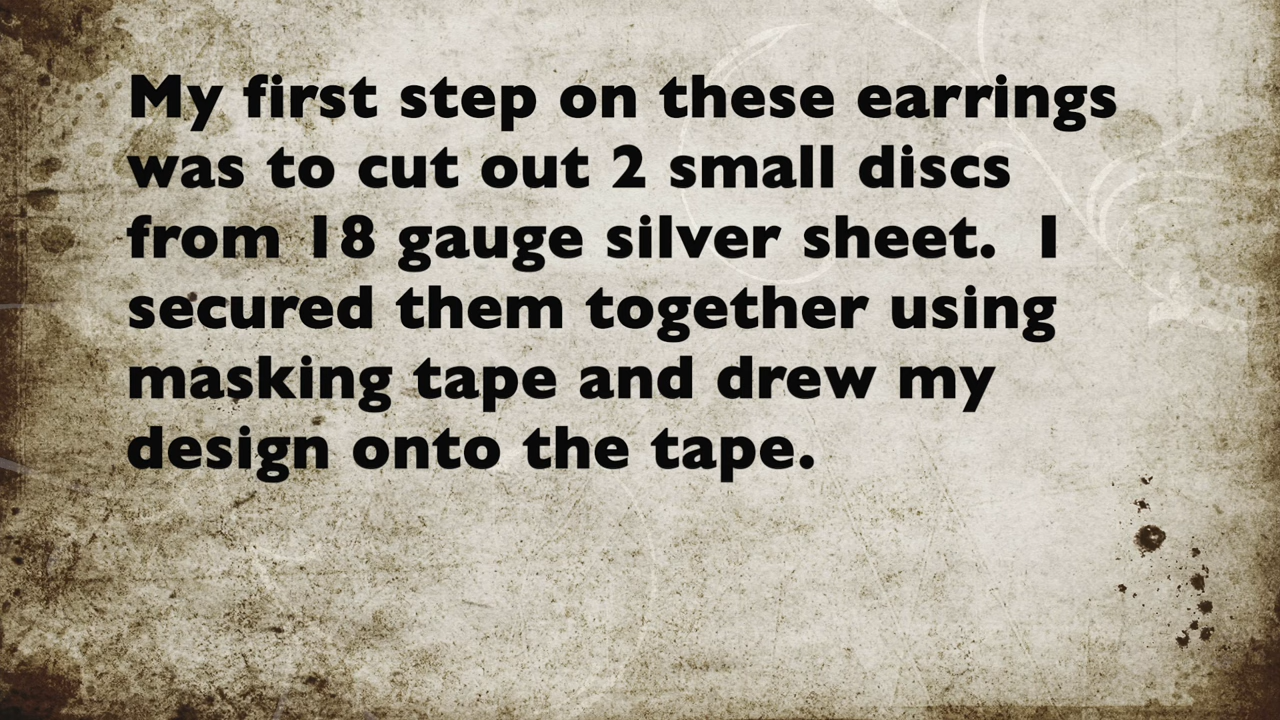 My first step on these earrings
was to cut out 2 small discs
from 18 gauge silver sheet.  I
secured them together using
masking tape and drew my
design onto the tape.